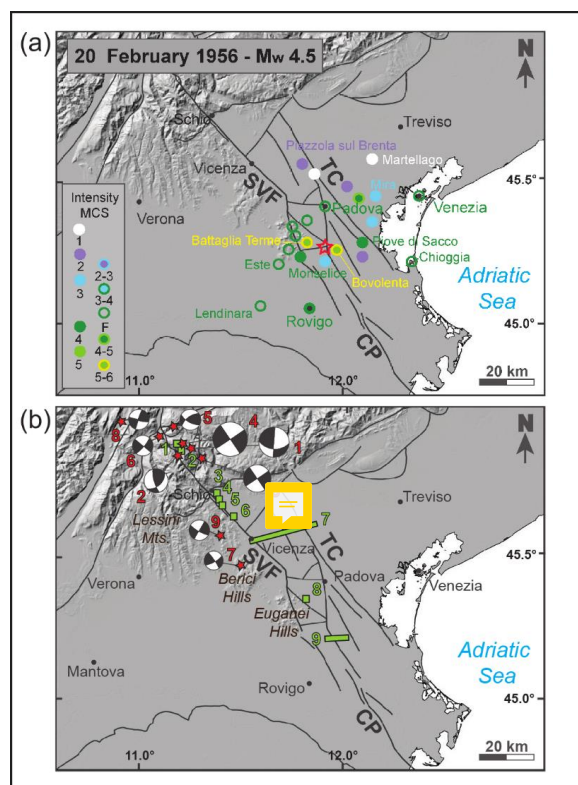 (a)
20 February 1956 - Mw 4.5
N
Schio
Treviso
Piazzola sul Brenta
TC
Martellago
Vicenza
SVF
Mira
45.5
Intensity
MCS
Verona
Padova
Venezia
1
2
2-3
3
3-4
F
4
4-5
5
5-6
Battaglia Terme
Piove di Sacco
Este
Monselice
Chioggia
Bovolenta
Adriatic
Sea
Lendinara
Rovigo
45.0
CP
20 km
11.0
12.0
(b)
8
5
4
1
N
6
1
2
2
Schio
3
4
5
6
Lessini
Mts.
9
7
Treviso
Vicenza
TC
45.5
7
SVF
Verona
Berici
Hills
Padova
Venezia
8
Euganei
Hills
9
Mantova
Adriatic
Sea
Rovigo
45.0
CP
20 km
11.0
12.0